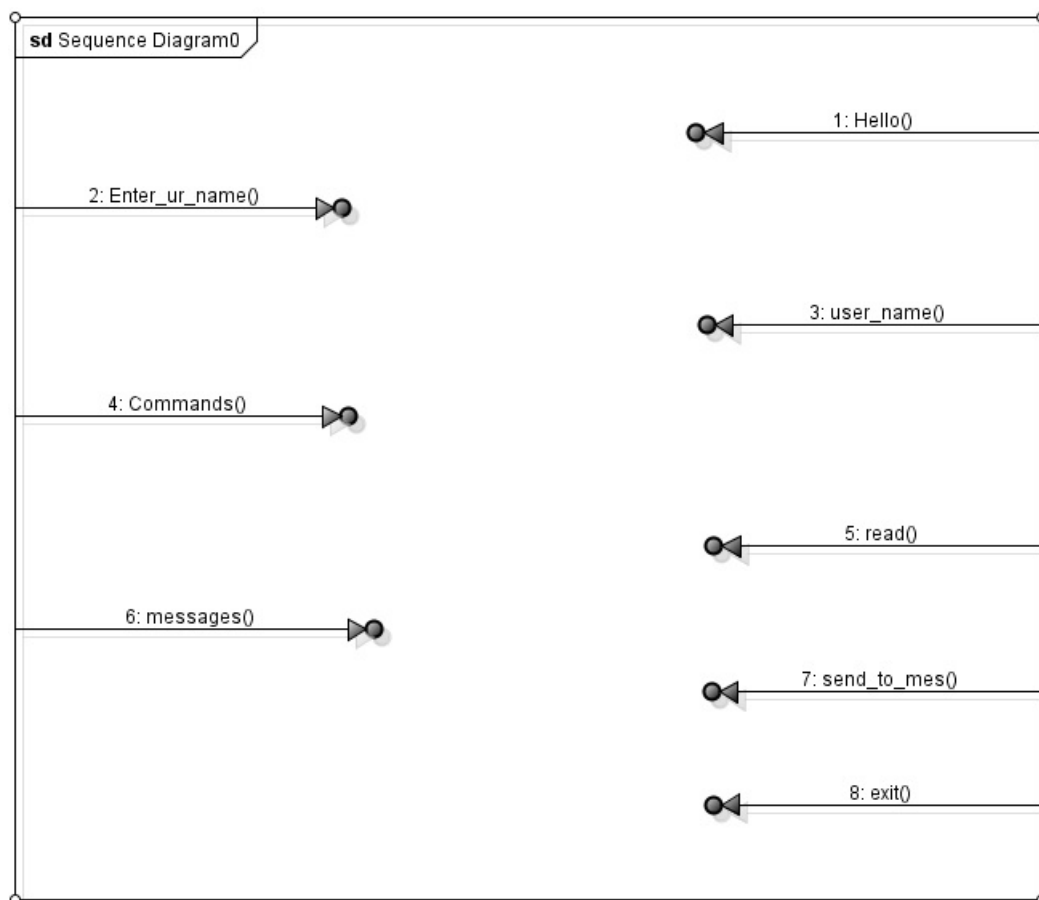 sd Sequence Diagram0
1: Hello()
2: Enter_ur_name()
3: user_name()
4: Commands()
5: read()
6: messages()
7: send_to_mes()
8: exit()